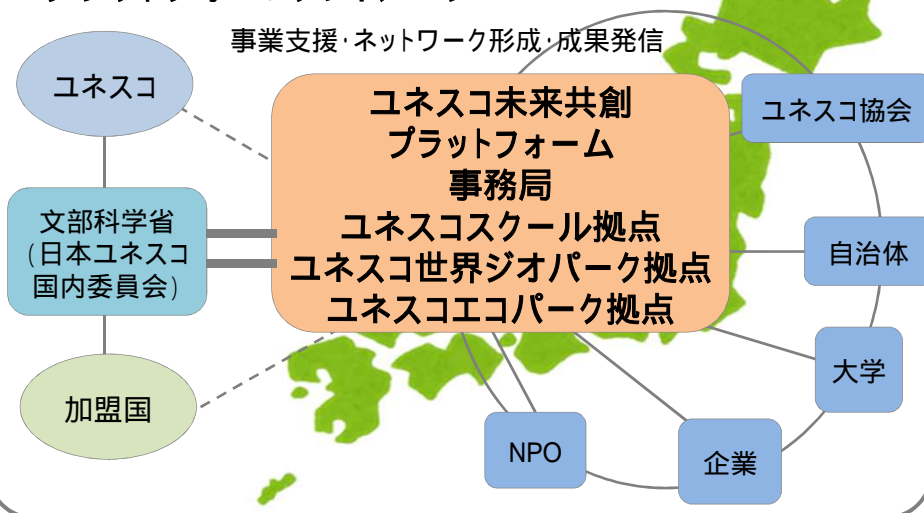 事業支援・ネットワーク形成・成果発信
ユネスコ
ユネスコ未来共創
プラットフォーム
事務局
ユネスコスクール拠点
ユネスコ世界ジオパーク拠点
ユネスコエコパーク拠点
ユネスコ協会
文部科学省
(日本ユネスコ
国内委員会)
自治体
大学
加盟国
NPO
企業